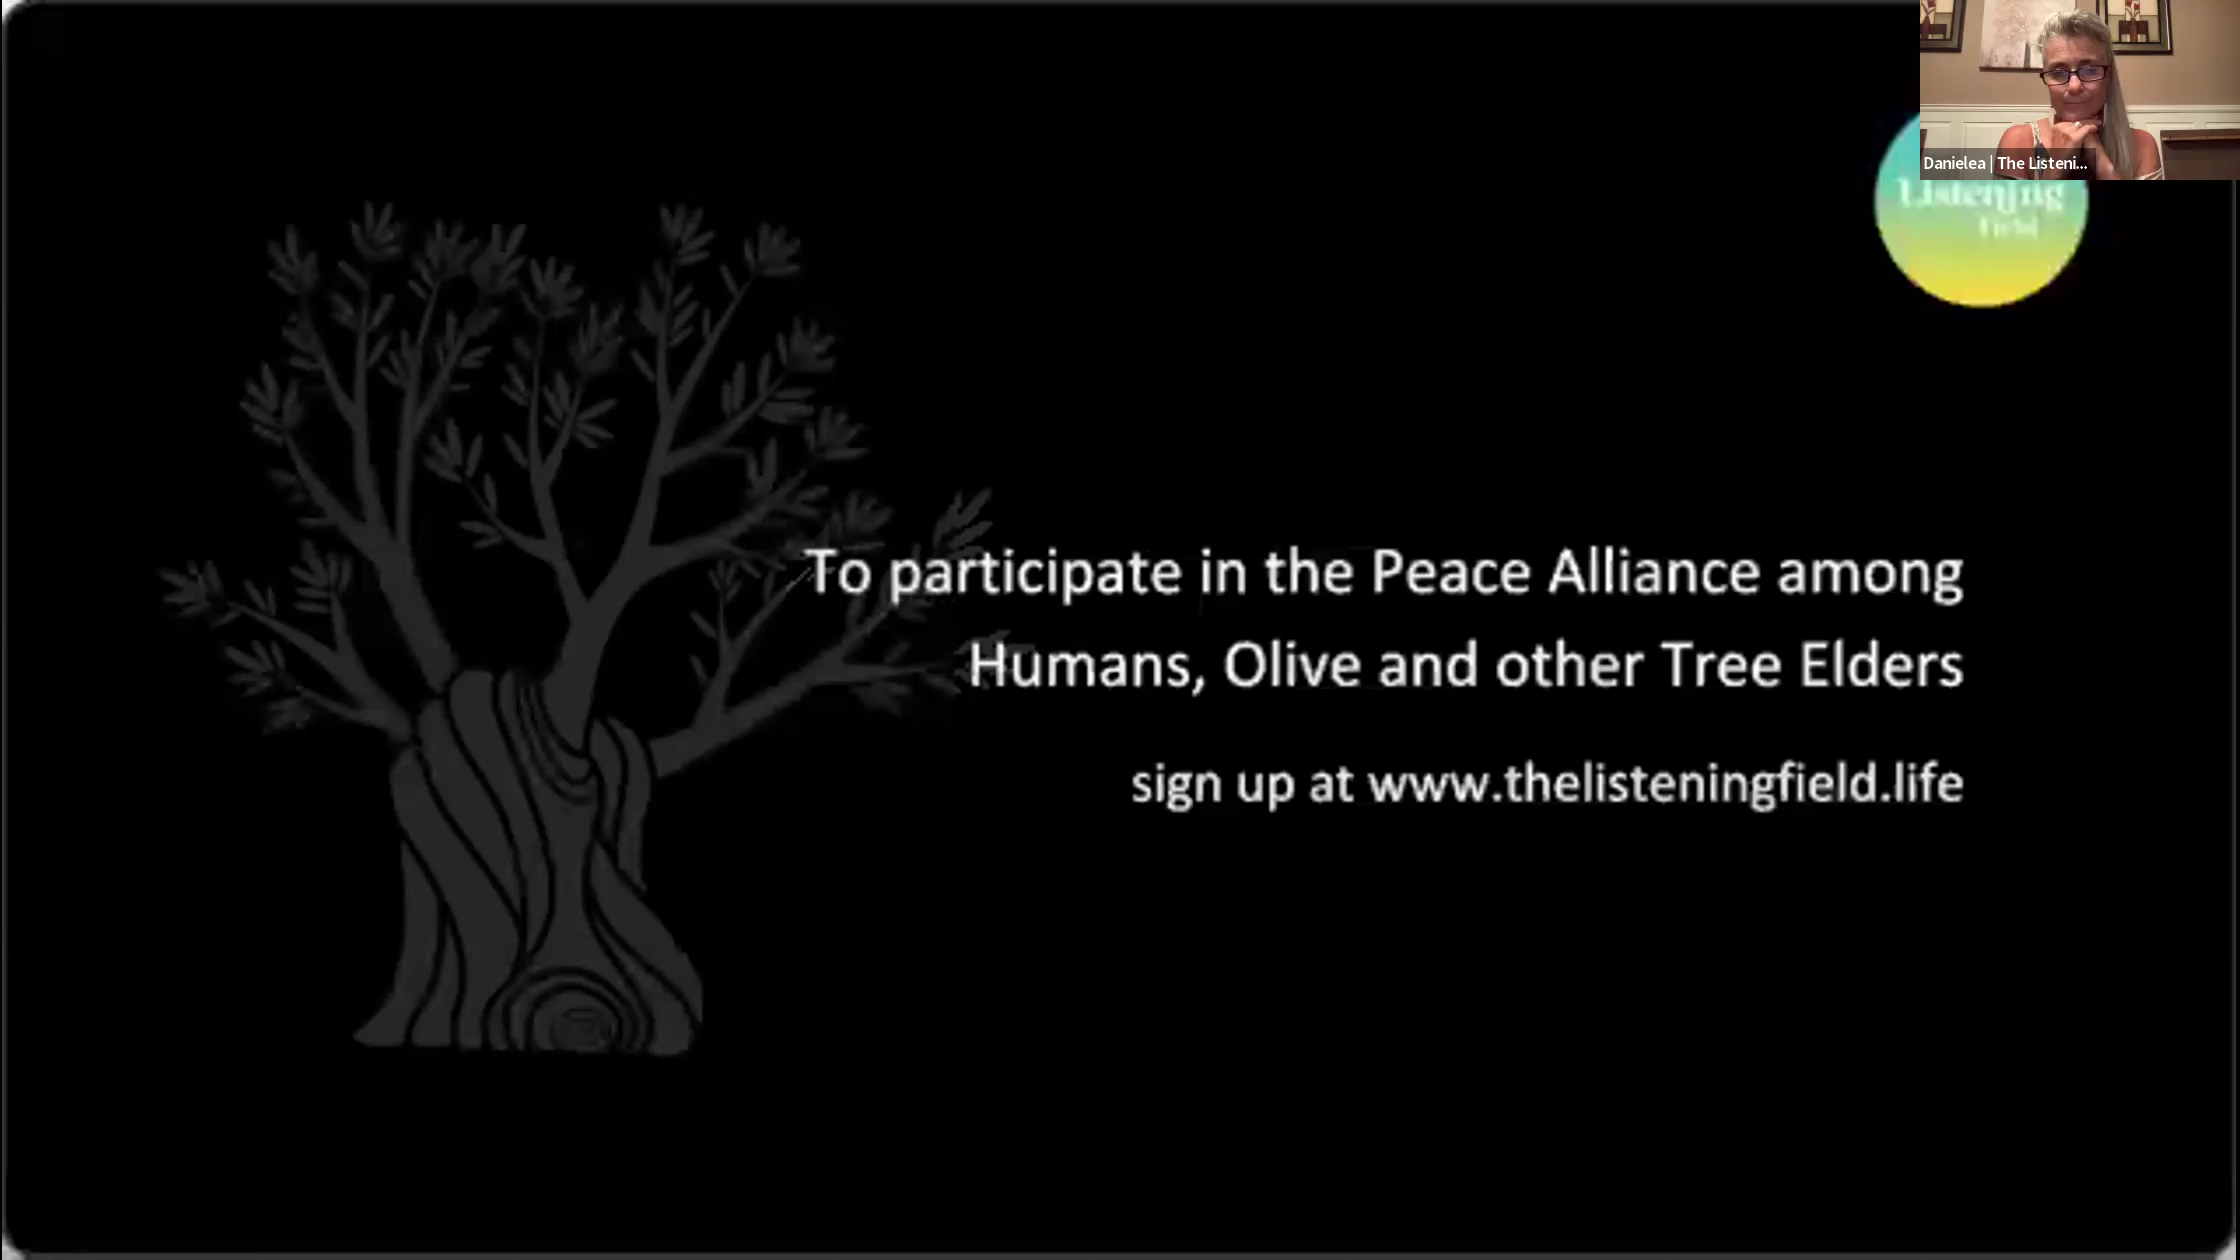 Danielea | The Listeni...
Listening
Field
To participate in the Peace Alliance among
Humans, Olive and other Tree Elders
sign up at www.thelisteningfield.life